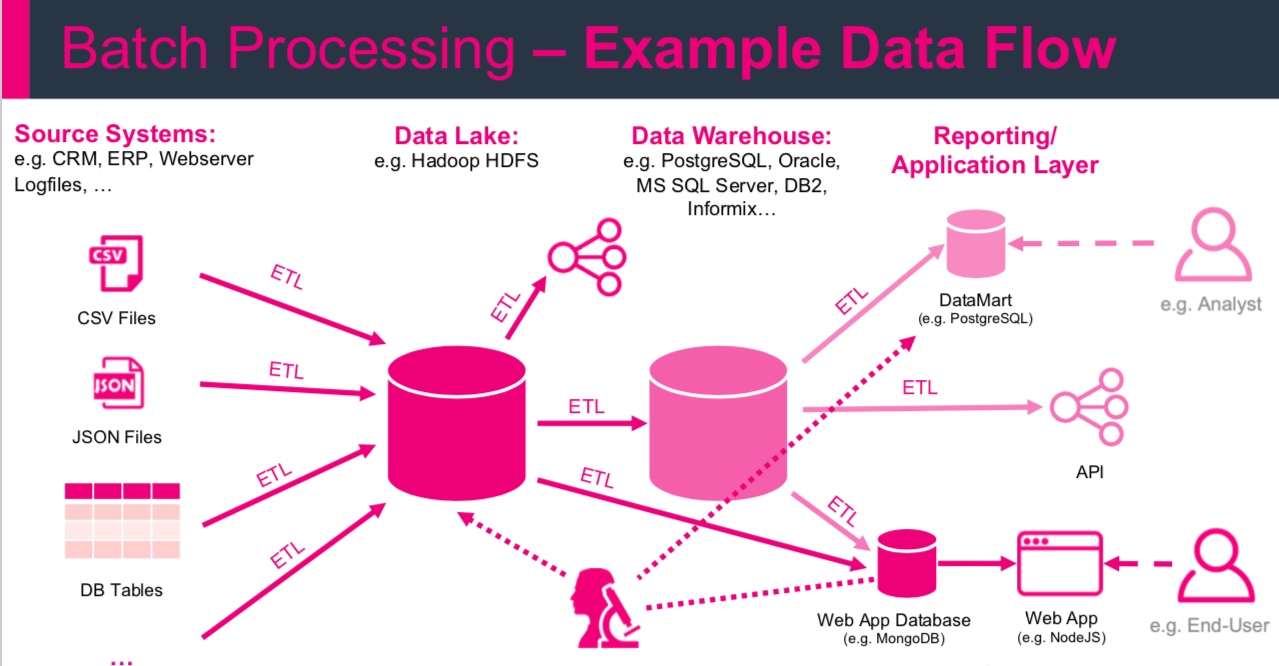 Batch Processing – Example Data Flow
Source Systems:
e.g. CRM, ERP, Webserver
Logfiles, …
Data Lake:
e.g. Hadoop HDFS
Data Warehouse:
e.g. PostgreSQL, Oracle,
MS SQL Server, DB2,
Informix…
Reporting/
Application Layer
CSV
CSV Files
JSON
JSON Files
DB Tables
…
ETL
ETL
ETL
ETL
ETL
ETL
ETL
ETL
ETL
ETL
DataMart
(e.g. PostgreSQL)
e.g. Analyst
API
Web App Database
(e.g. MongoDB)
Web App
(e.g. NodeJS)
e.g. End-User